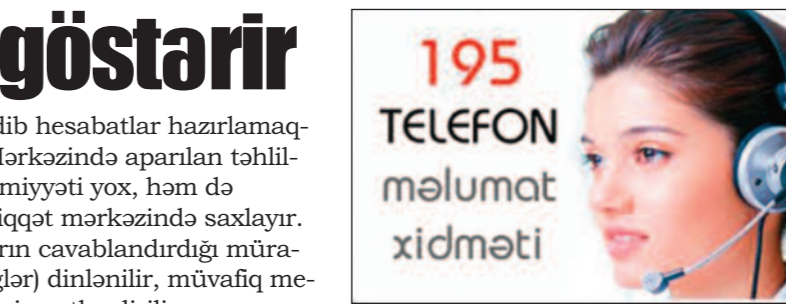 göstərir
dib hesabatlar hazırlamaq-
ərkəzində aparılan təhlil-
miyyəti yox, həm də
iqqət mərkəzində saxlayır.
rın cavablandırdığı müra-
glər) dinlənilir, müvafiq me-
195
TELEFON
məlumat
xidməti